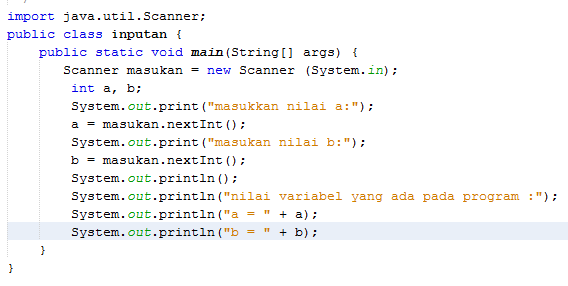 import java.util.Scanner;
public class inputan {
public static void main(String[] args) {
Scanner masukan = new Scanner (System.in);
int a, b;
System.out.print("masukkan nilai a:");
a = masukan.nextInt();
System.out.print("masukan nilai b:");
b = masukan.nextInt();
System.out.println();
System.out.println("nilai variabel yang ada pada program :");
System.out.println("a = " + a);
System.out.println("b = " + b);
}
}